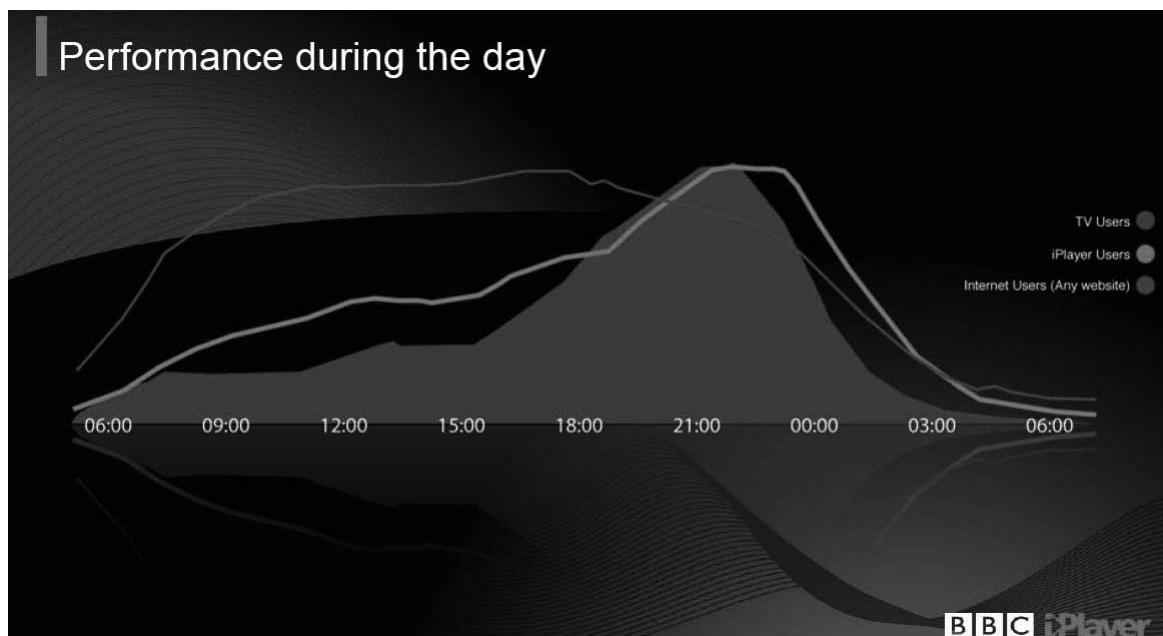 Performance during the day
TV Users
iPlayer Users
Internet Users (Any website)
06:00 09:00 12:00 15:00 18:00 21:00 00:00 03:00 06:00
BBC iPlayer